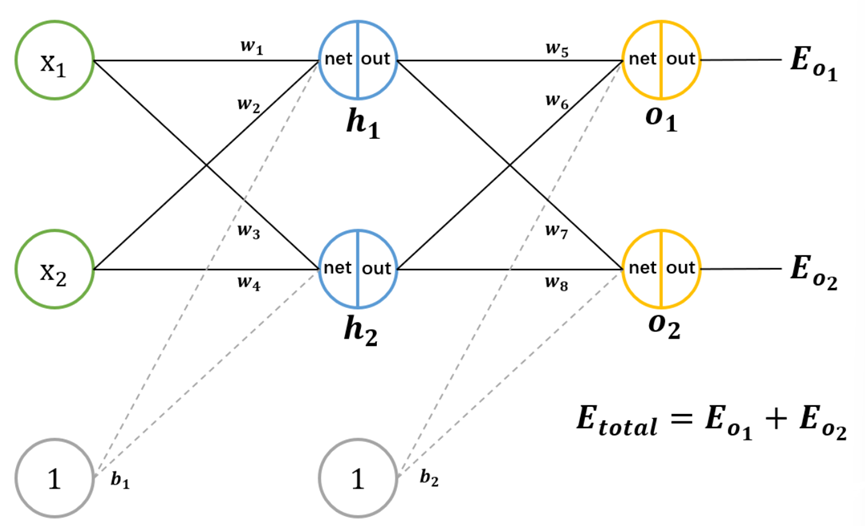 x₁ w₁ net out w₅ net out E₀₁
w₂ w₆
h₁ o₁
w₃ w₇
x₂ w₄ net out w₈ net out Eₒ₂
h₂ o₂
Eₜₒₜₐₗ = Eₒ₁ + Eₒ₂
1 b₁ 1 b₂